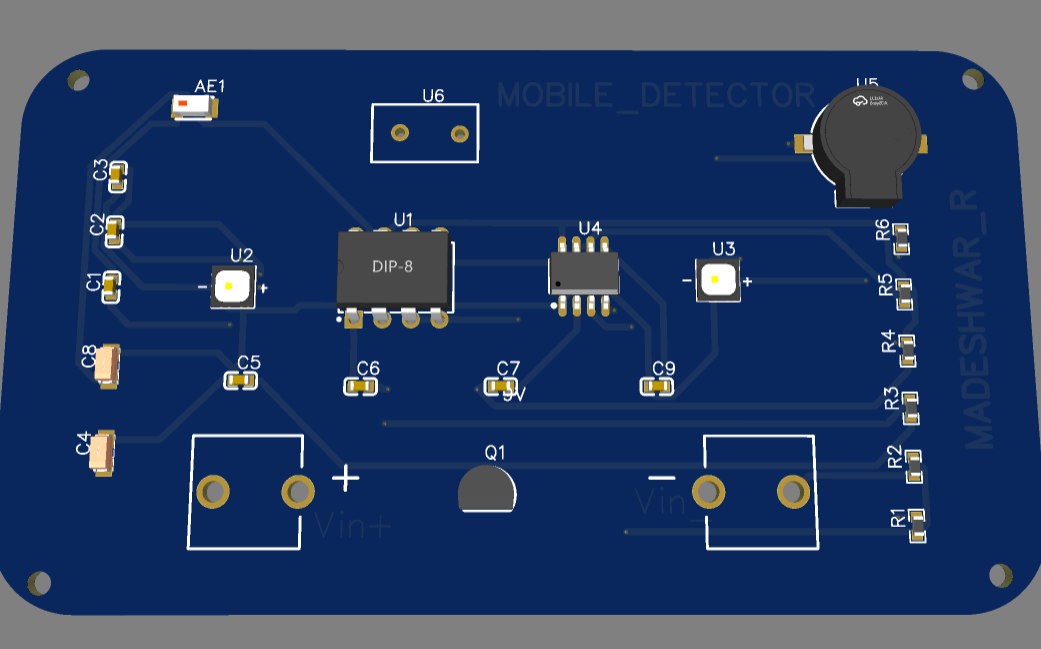 AE1
U6
MOBILE_DETECTOR
U5
C3
C2
U1
U4
R6
U2
- +
DIP-8
U3
- +
C1
R5
MADESHWAR_R
C8
C5
C6
C7
9V
C9
R4
R3
C4
Q1
R2
+
-
Vin+
Vin-
R1